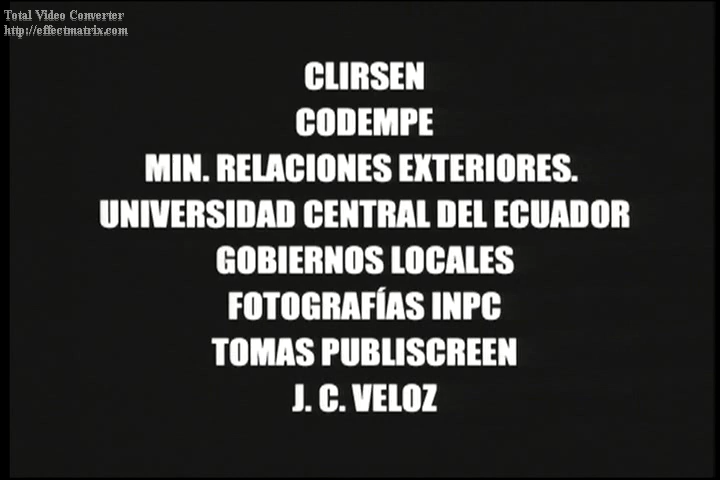 Total Video Converter
http://effectmatrix.com
CLIRSEN
CODEMPE
MIN. RELACIONES EXTERIORES.
UNIVERSIDAD CENTRAL DEL ECUADOR
GOBIERNOS LOCALES
FOTOGRAFÍAS INPC
TOMAS PUBLISCREEN
J. C. VELOZ